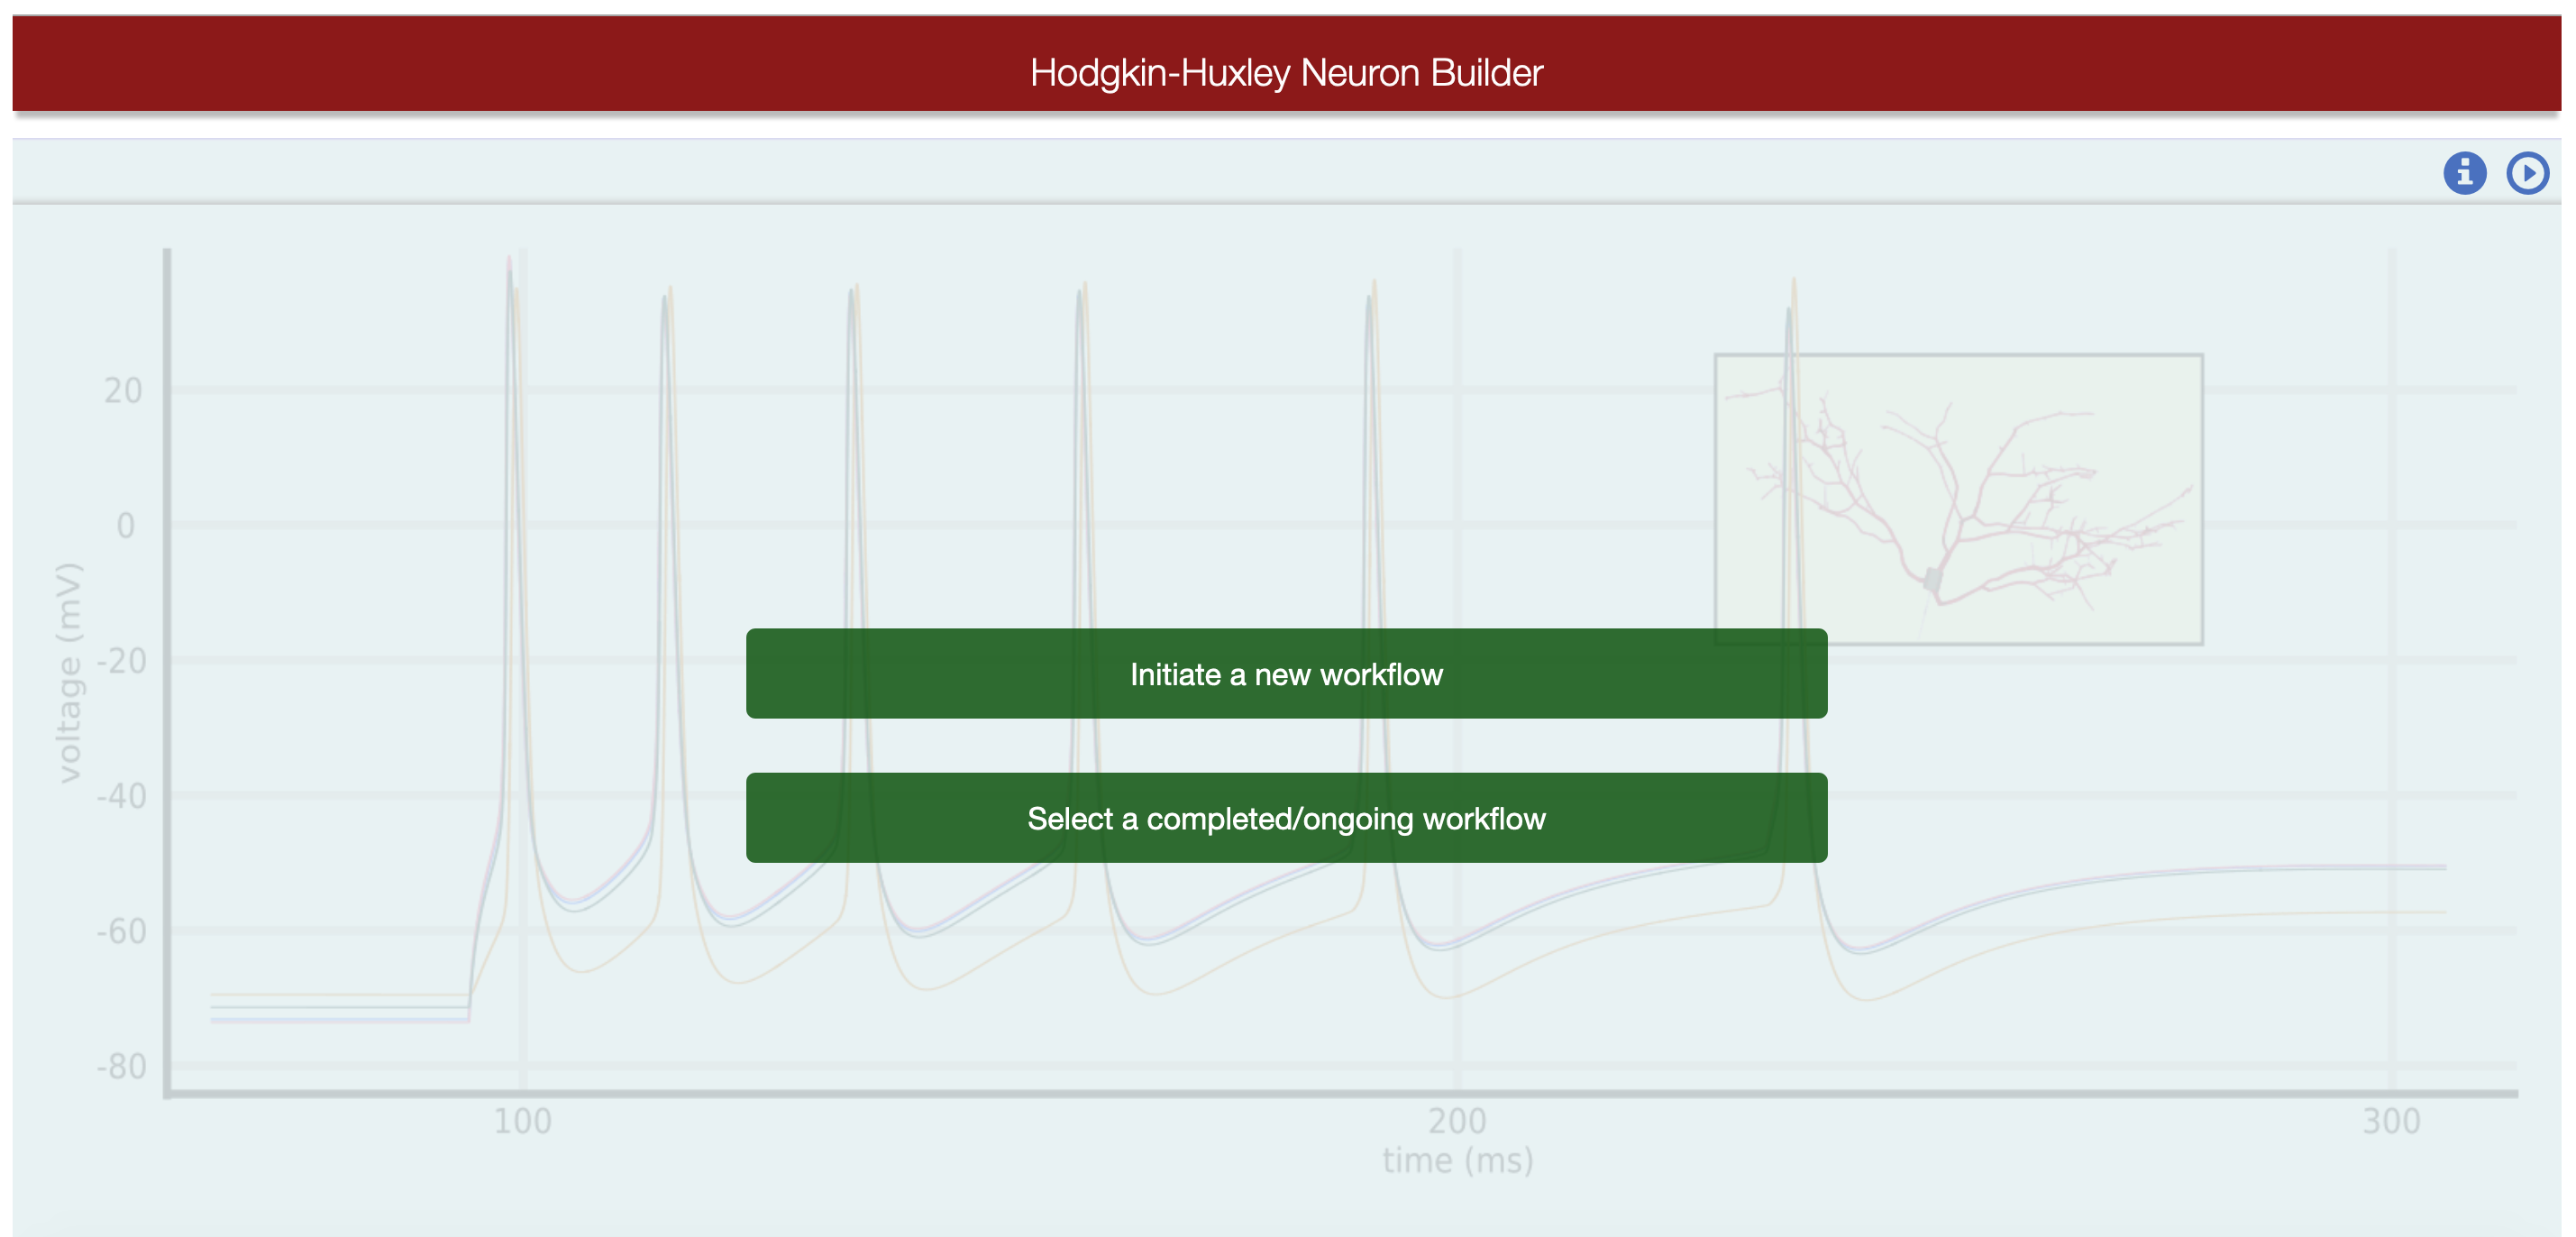 Hodgkin-Huxley Neuron Builder
20
0
-20
-40
-60
-80
voltage (mV)
Initiate a new workflow
Select a completed/ongoing workflow
100
200
300
time (ms)